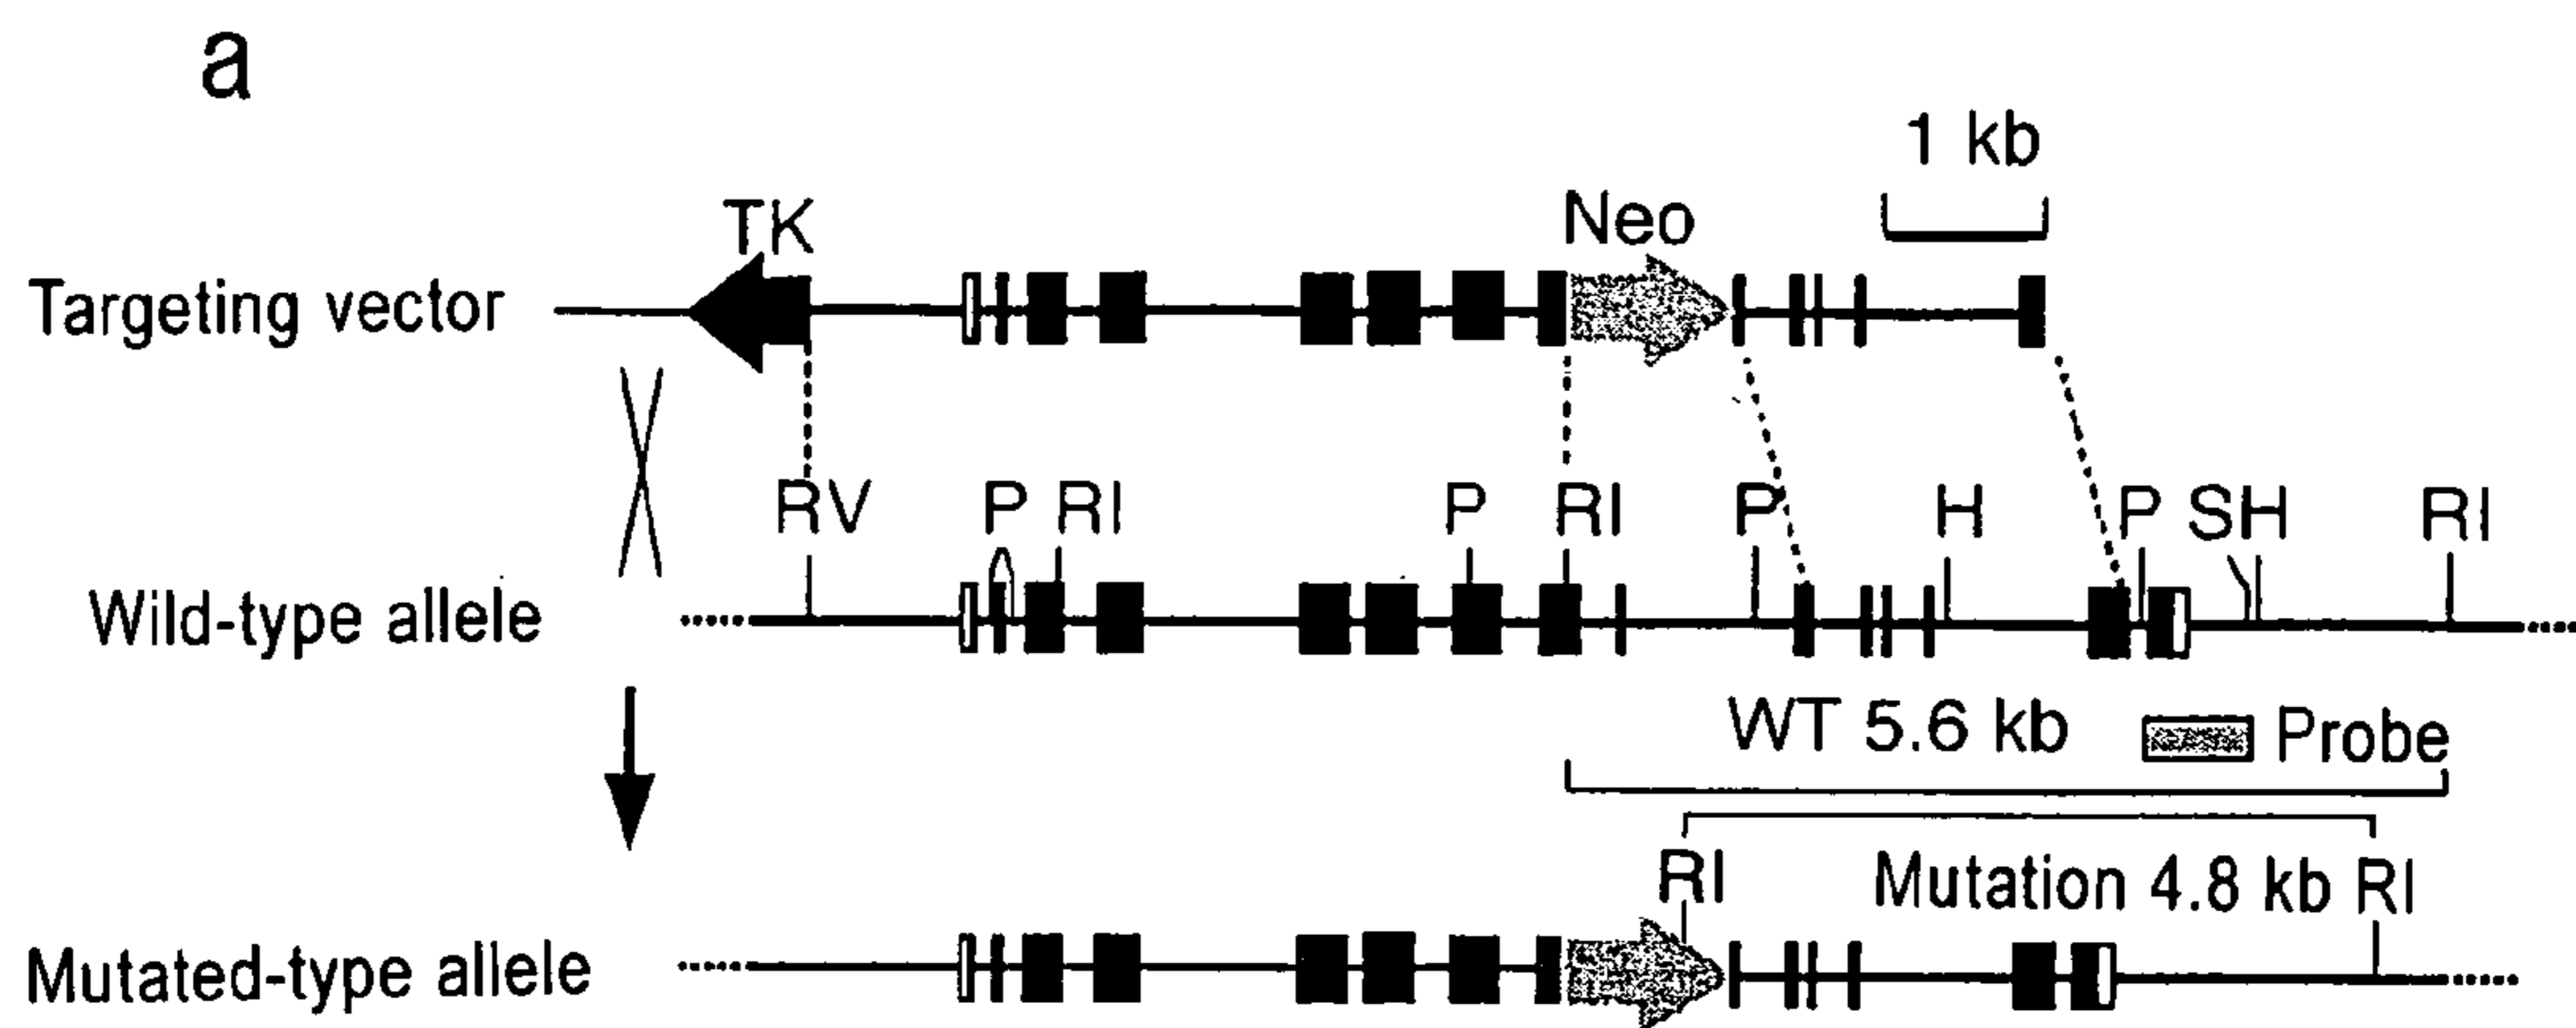 a
1 kb
TK
Neo
Targeting vector
RV P RI P RI P H P SH RI
Wild-type allele
WT 5.6 kb Probe
RI
Mutation 4.8 kb RI
Mutated-type allele